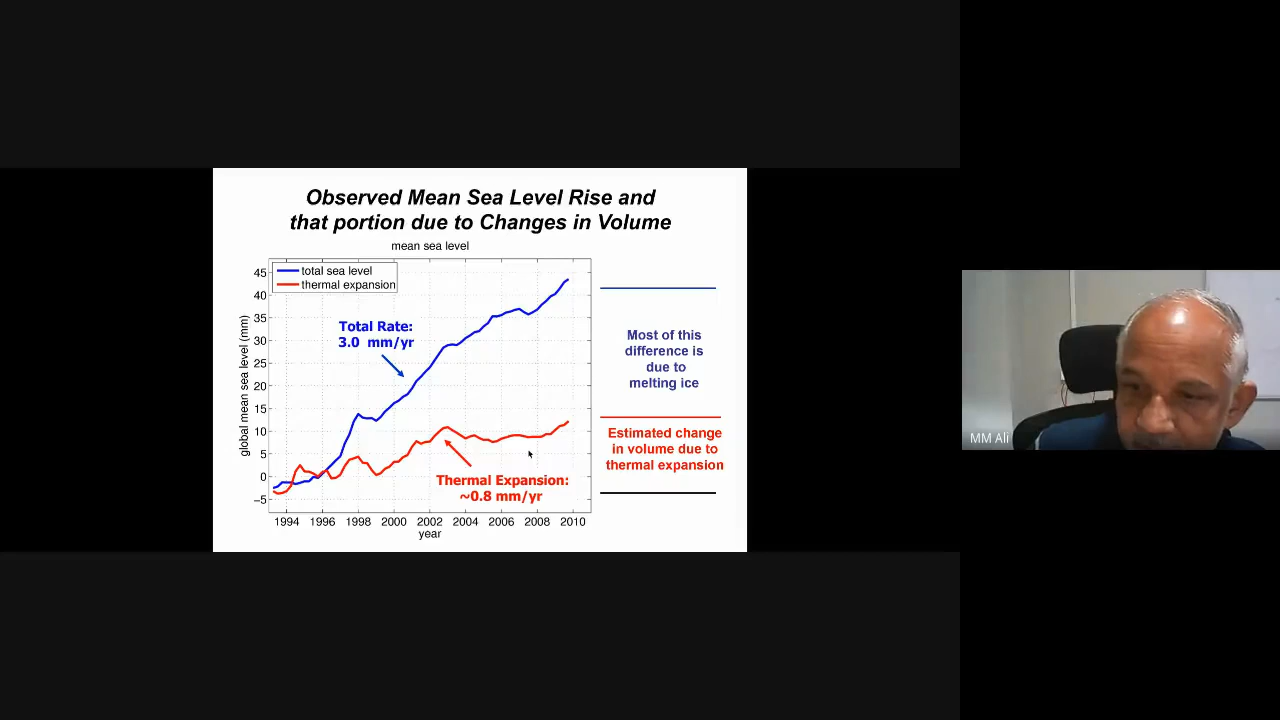 Observed Mean Sea Level Rise and
that portion due to Changes in Volume
mean sea level
total sea level
thermal expansion
45
40
35
30
25
20
15
10
5
0
−5
global mean sea level (mm)
Total Rate:
3.0 mm/yr
Thermal Expansion:
~0.8 mm/yr
1994 1996 1998 2000 2002 2004 2006 2008 2010
year
Most of this
difference is
due to
melting ice
Estimated change
in volume due to
thermal expansion
MM Ali